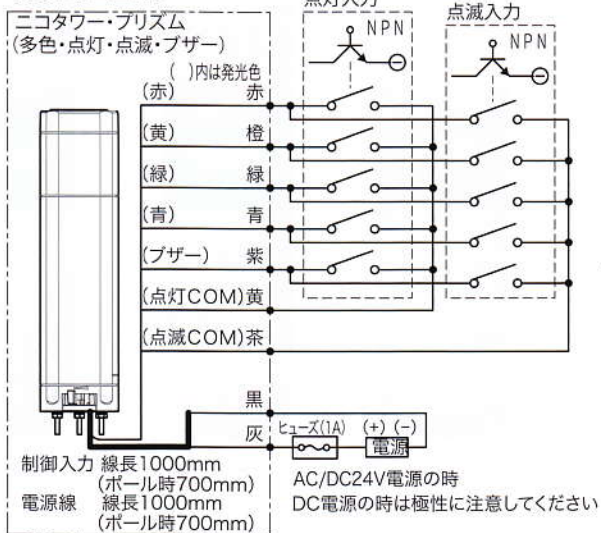 ニコタワー・プリズム
(多色・点灯・点滅・ブザー)
点灯入力
点滅入力
NPN
NPN
( )内は発光色
(赤) 赤
(黄) 橙
(緑) 緑
(青) 青
(ブザー) 紫
(点灯COM) 黄
(点滅COM) 茶
黒
灰
ヒューズ(1A)
(+) (-)
電源
制御入力 線長1000mm
(ポール時700mm)
電源線 線長1000mm
(ポール時700mm)
AC/DC24V電源の時
DC電源の時は極性に注意してください